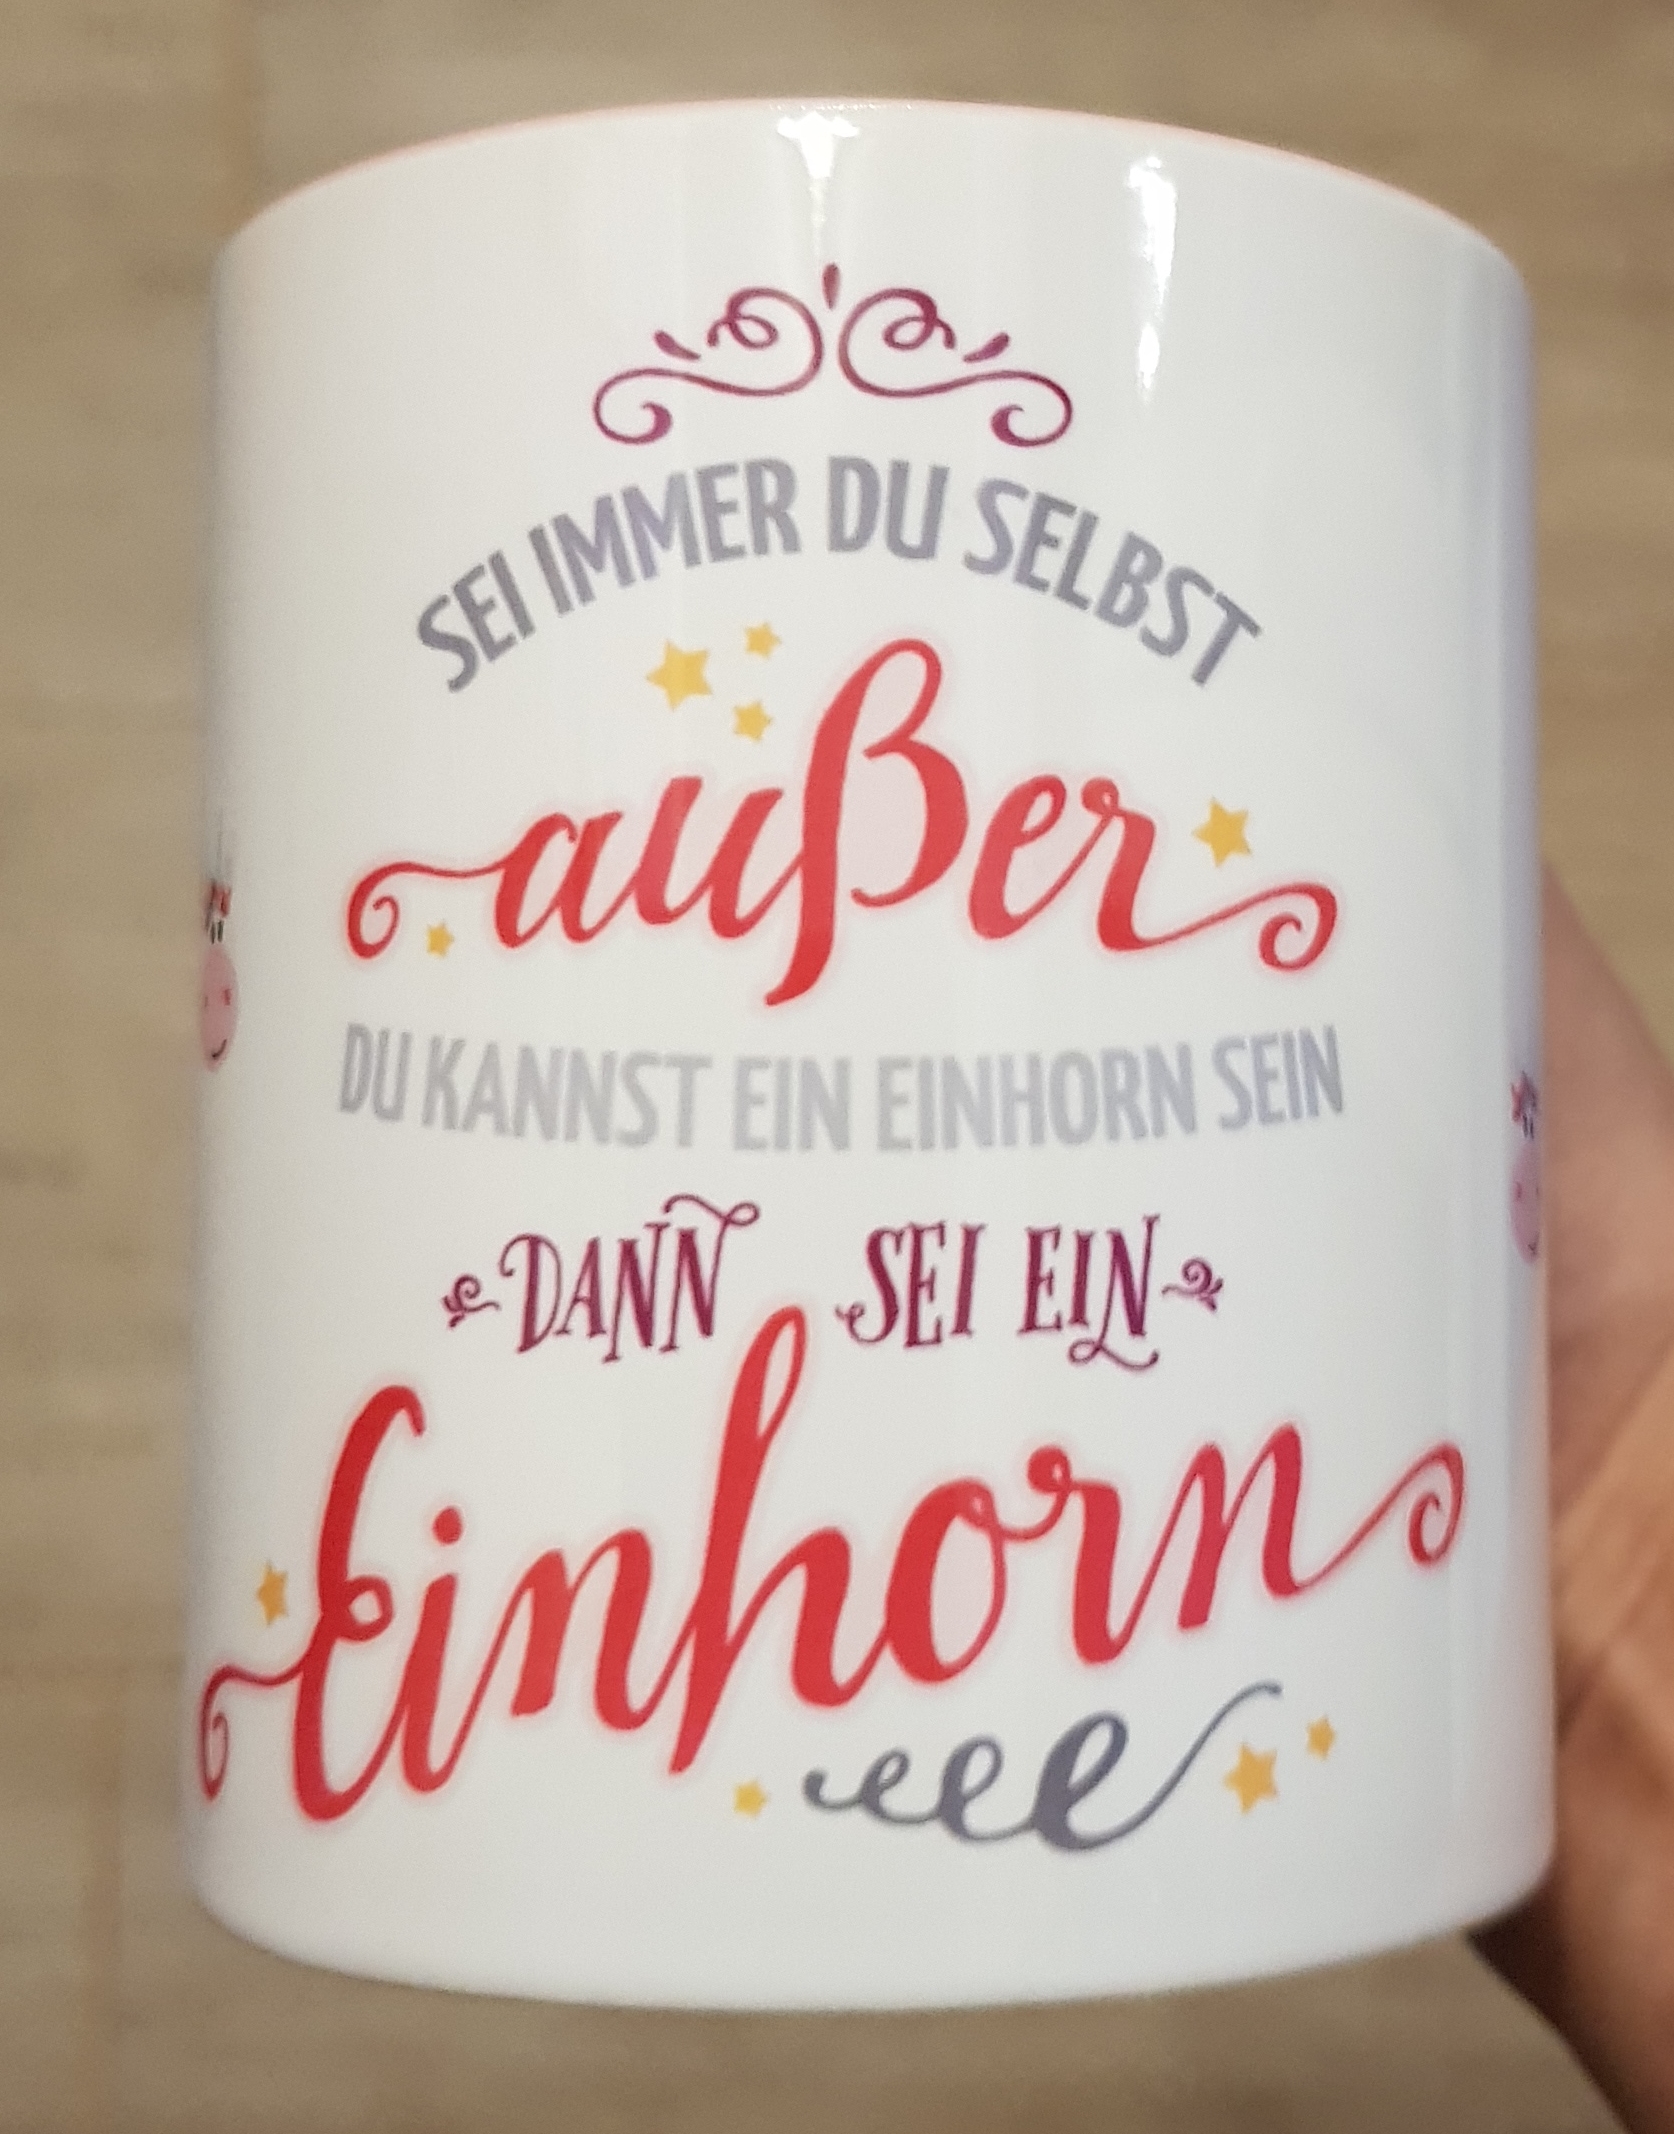 SEI IMMER DU SELBST
außer
DU KANNST EIN EINHORN SEIN
DANN SEI EIN
Einhorn